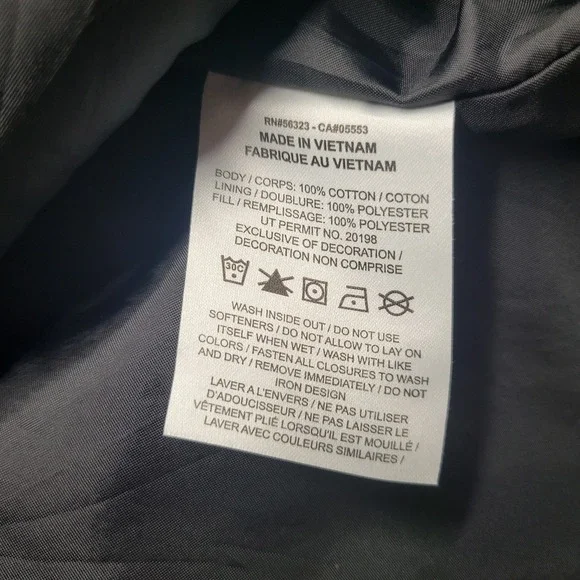 RN#56323 - CA#05553
MADE IN VIETNAM
FABRIQUE AU VIETNAM
BODY / CORPS: 100% COTTON / COTON
LINING / DOUBLURE: 100% POLYESTER
FILL / REMPLISSAGE: 100% POLYESTER
UT PERMIT NO. 20198
EXCLUSIVE OF DECORATION /
DECORATION NON COMPRISE
30C
WASH INSIDE OUT / DO NOT USE
SOFTENERS / DO NOT ALLOW TO LAY ON
ITSELF WHEN WET / WASH WITH LIKE
COLORS / FASTEN ALL CLOSURES TO WASH
AND DRY / REMOVE IMMEDIATELY / DO NOT
IRON DESIGN
LAVER A L'ENVERS / NE PAS UTILISER
D'ADOUCISSEUR / NE PAS LAISSER LE
VÊTEMENT PLIÉ LORSQU'IL EST MOUILLÉ /
LAVER AVEC COULEURS SIMILAIRES /